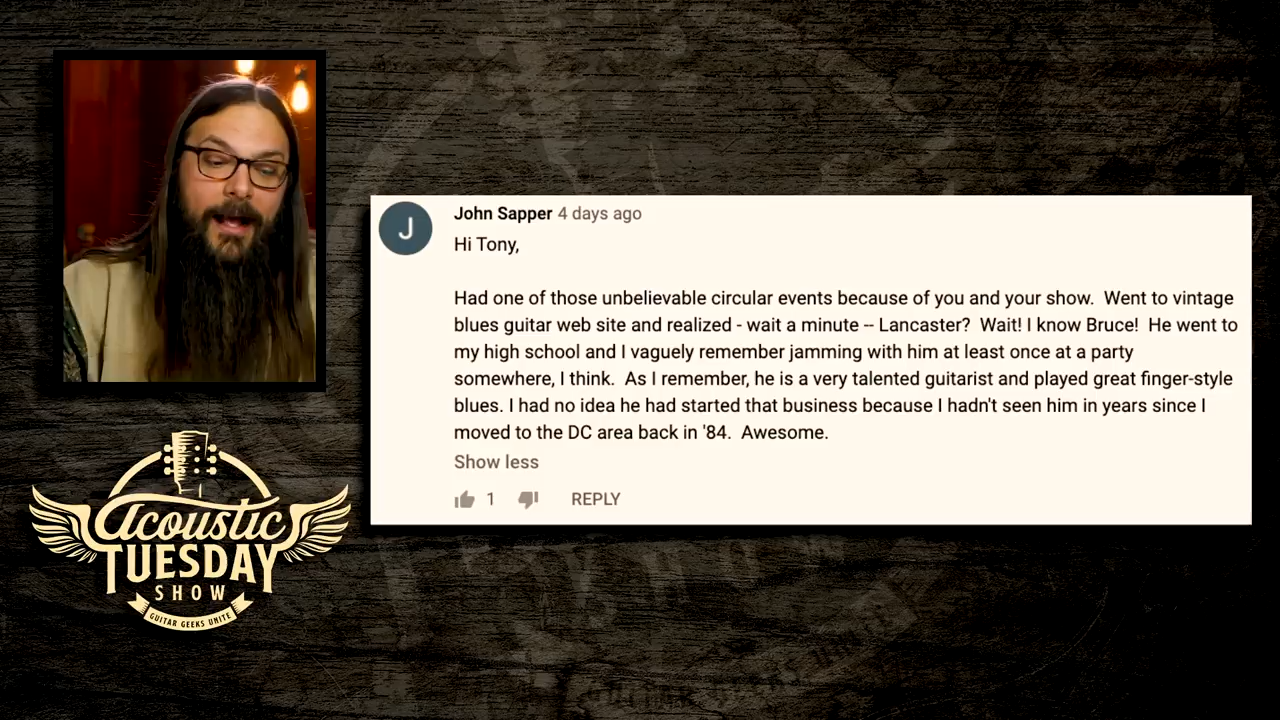 J
John Sapper 4 days ago
Hi Tony,
Had one of those unbelievable circular events because of you and your show.  Went to vintage
blues guitar web site and realized - wait a minute -- Lancaster?  Wait! I know Bruce!  He went to
my high school and I vaguely remember jamming with him at least once at a party
somewhere, I think.  As I remember, he is a very talented guitarist and played great finger-style
blues. I had no idea he had started that business because I hadn't seen him in years since I
moved to the DC area back in '84.  Awesome.
Show less
1 REPLY
Acoustic
TUESDAY
SHOW
GUITAR GEEKS UNITE